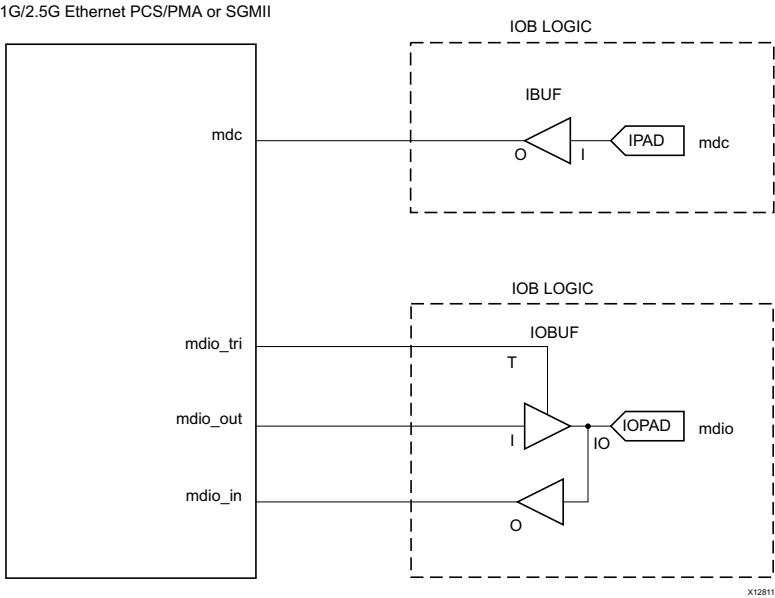 1G/2.5G Ethernet PCS/PMA or SGMII
IOB LOGIC
IBUF
mdc
O
I
IPAD
mdc
IOB LOGIC
IOBUF
mdio_tri
T
mdio_out
I
IO
IOPAD
mdio
mdio_in
O
X12811